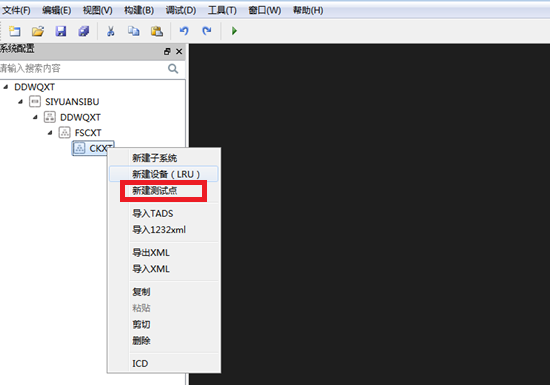 文件(F) 编辑(E) 视图(V) 构建(B) 调试(D) 工具(T) 窗口(W) 帮助(H)
系统配置
请输入搜索内容
DDWQXT
SIYUANSIBU
DDWQXT
FSCXT
CKXT
新建子系统
新建设备（LRU）
新建测试点
导入TADS
导入1232xml
导出XML
导入XML
复制
粘贴
剪切
删除
ICD